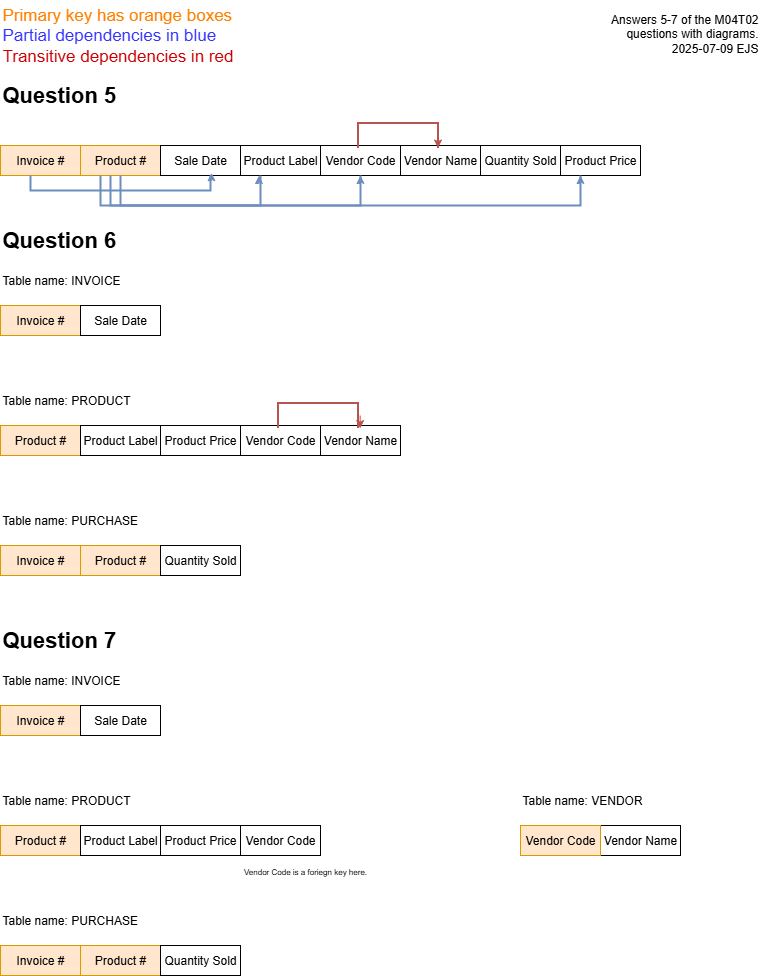 Primary key has orange boxes
Partial dependencies in blue
Transitive dependencies in red
Answers 5-7 of the M04T02
questions with diagrams.
2025-07-09 EJS
Question 5
Invoice # Product # Sale Date Product Label Vendor Code Vendor Name Quantity Sold Product Price
Question 6
Table name: INVOICE
Invoice # Sale Date
Table name: PRODUCT
Product # Product Label Product Price Vendor Code Vendor Name
Table name: PURCHASE
Invoice # Product # Quantity Sold
Question 7
Table name: INVOICE
Invoice # Sale Date
Table name: PRODUCT
Product # Product Label Product Price Vendor Code
Vendor Code is a foriegn key here.
Table name: VENDOR
Vendor Code Vendor Name
Table name: PURCHASE
Invoice # Product # Quantity Sold